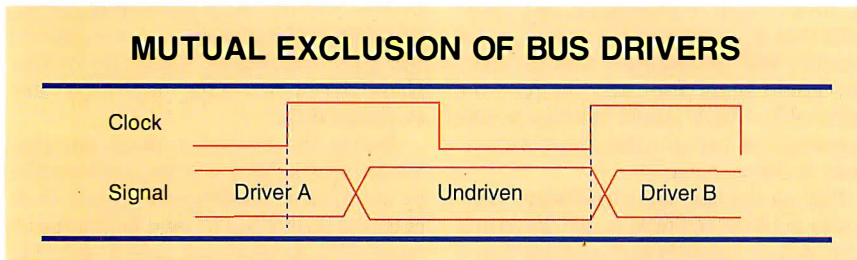 MUTUAL EXCLUSION OF BUS DRIVERS
Clock
Signal Driver A Undriven Driver B